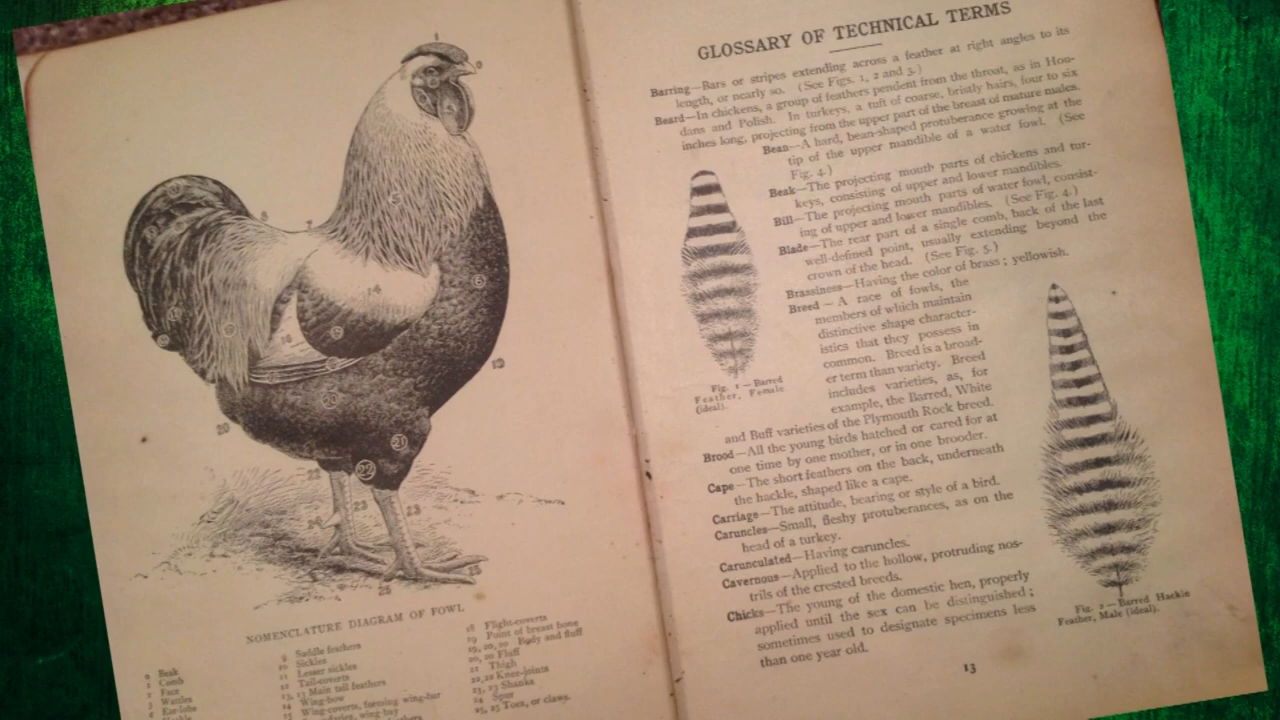 NOMENCLATURE DIAGRAM OF FOWL
0 Beak
1 Comb
2 Face
3 Wattles
4 Ear-lobe
9 Saddle feathers
10 Sickles
11 Lesser sickles
12 Tail-coverts
13, 13 Main tail feathers
14 Wing-bow
15 Wing-coverts, forming wing-bar
18 Flight-coverts
19 Point of breast bone
19, 20, 20 Body and fluff
20, 20 Fluff
21 Thigh
22, 22 Knee-joints
23, 23 Shanks
24 Spur
25, 25 Toes, or claws.
GLOSSARY OF TECHNICAL TERMS
Barring—Bars or stripes extending across a feather at right angles to its
length, or nearly so. (See Figs. 1, 2 and 3.)
Beard—In chickens, a group of feathers pendent from the throat, as in Hou-
dans and Polish. In turkeys, a tuft of coarse, bristly hairs, four to six
inches long, projecting from the upper part of the breast of mature males.
Bean—A hard, bean-shaped protuberance growing at the
tip of the upper mandible of a water fowl. (See
Fig. 4.)
Beak—The projecting mouth parts of chickens and tur-
keys, consisting of upper and lower mandibles.
Bill—The projecting mouth parts of water fowl, consist-
ing of upper and lower mandibles. (See Fig. 4.)
Blade—The rear part of a single comb, back of the last
well-defined point, usually extending beyond the
crown of the head. (See Fig. 5.)
Brassiness—Having the color of brass; yellowish.
Breed—A race of fowls, the
members of which maintain
distinctive shape character-
istics that they possess in
common. Breed is a broad-
er term than variety. Breed
includes varieties, as, for
example, the Barred, White
and Buff varieties of the Plymouth Rock breed.
Brood—All the young birds hatched or cared for at
one time by one mother, or in one brooder.
Cape—The short feathers on the back, underneath
the hackle, shaped like a cape.
Carriage—The attitude, bearing or style of a bird.
Caruncles—Small, fleshy protuberances, as on the
head of a turkey.
Carunculated—Having caruncles.
Cavernous—Applied to the hollow, protruding nos-
trils of the crested breeds.
Chicks—The young of the domestic hen, properly
applied until the sex can be distinguished;
sometimes used to designate specimens less
than one year old.
Fig. 1—Barred
Feather, Female
(ideal).
Fig. 2—Barred Hackle
Feather, Male (ideal).
13